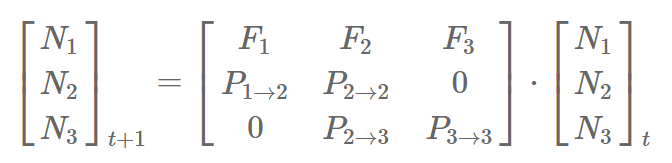 [N₁ N₂ N₃]ₜ₊₁ = [F₁ F₂ F₃; P₁→₂ P₂→₂ 0; 0 P₂→₃ P₃→₃] · [N₁ N₂ N₃]ₜ